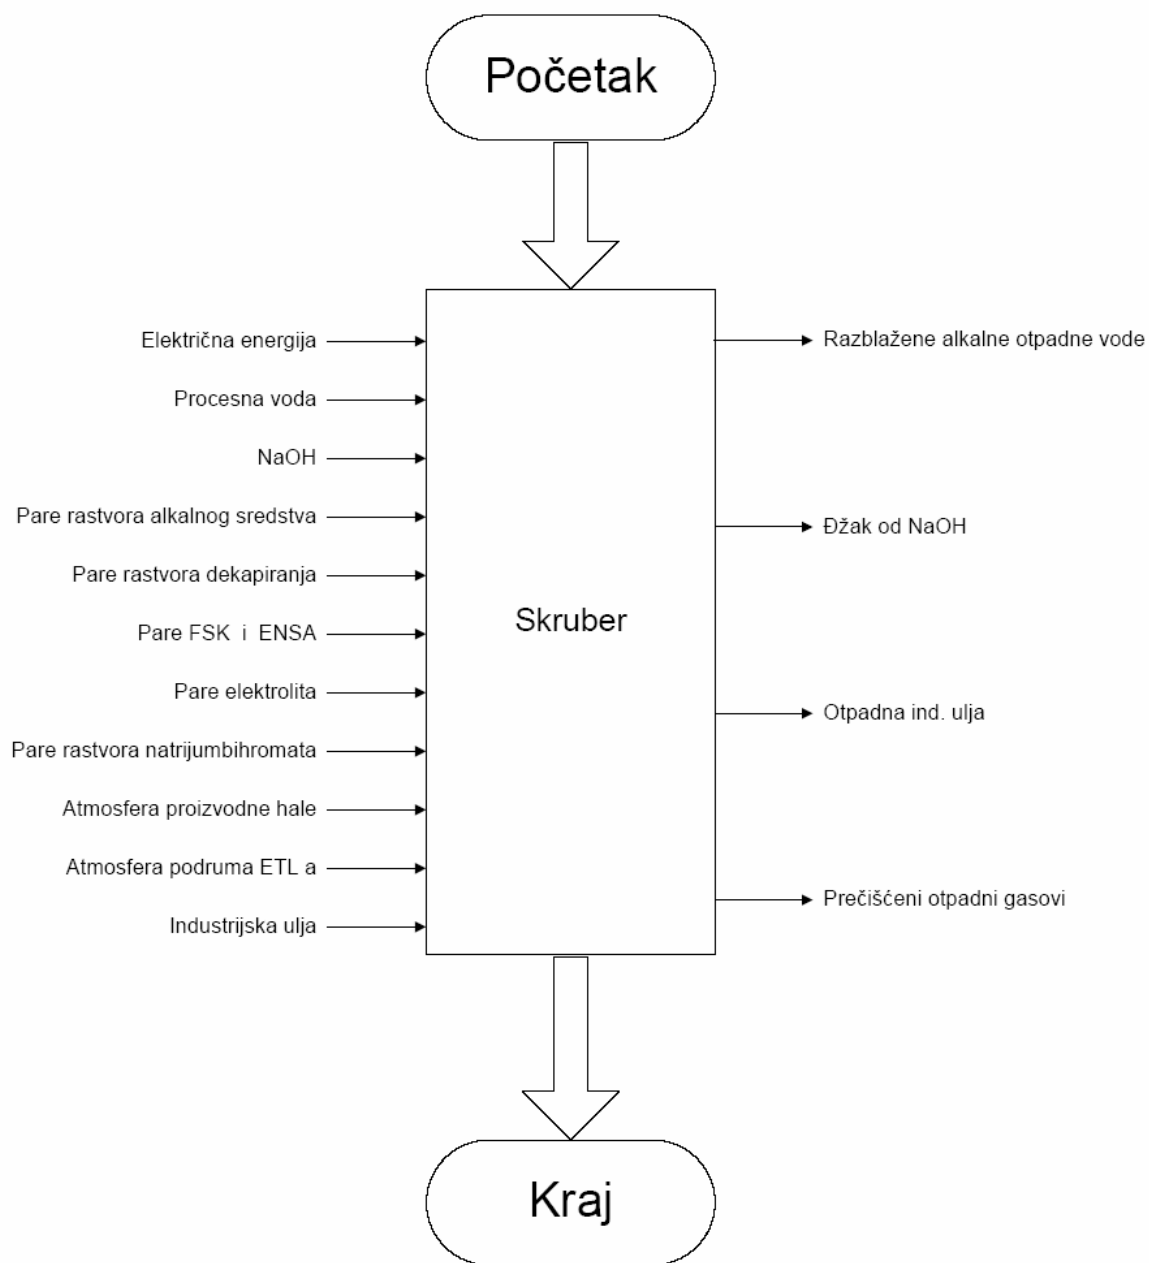 Početak
Električna energija
Procesna voda
NaOH
Pare rastvora alkalnog sredstva
Pare rastvora dekapiranja
Pare FSK i ENSA
Pare elektrolita
Pare rastvora natrijumbihromata
Atmosfera proizvodne hale
Atmosfera podruma ETL a
Industrijska ulja
Skruber
Razblažene alkalne otpadne vode
Džak od NaOH
Otpadna ind. ulja
Prečišćeni otpadni gasovi
Kraj